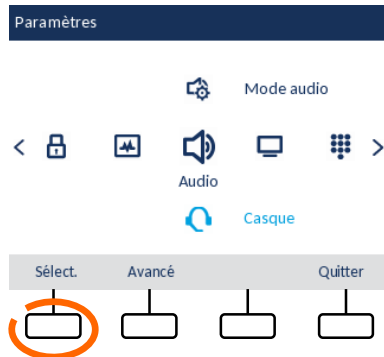 Paramètres
Mode audio
Audio
Casque
Sélect. Avancé Quitter